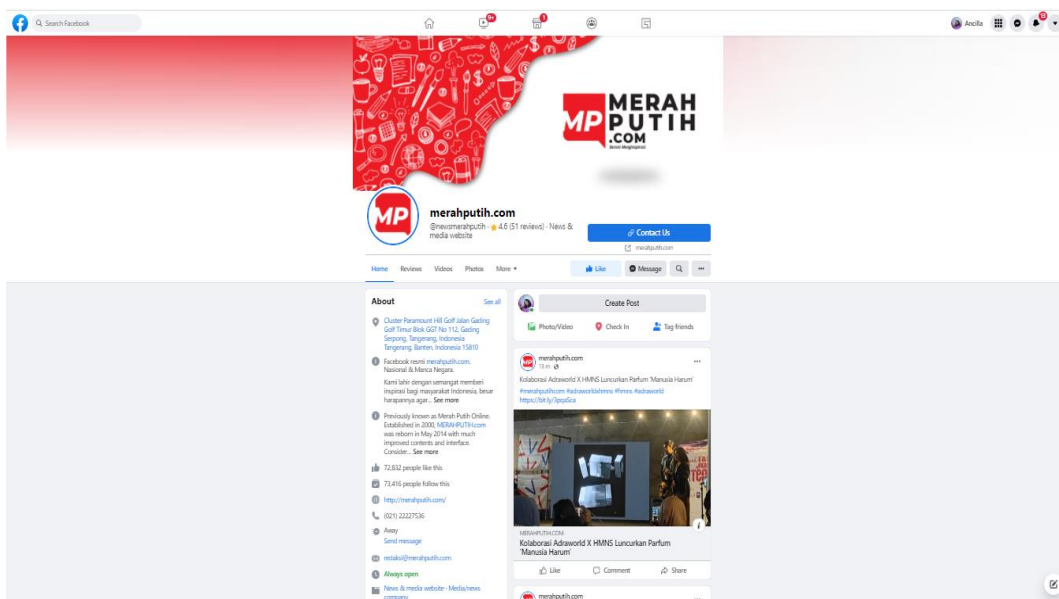 Search Facebook
9+
1
Ancilla
MERAH
MP PUTIH
.COM
Berani Menginspirasi
MP
merahputih.com
@newsmerahputih · 4.6 (51 reviews) · News &
media website
Contact Us
merahputih.com
Home Reviews Videos Photos More
Like Message
About See all
Cluster Paramount Hill Golf Jalan Gading
Golf Timur Blok GGT No 112, Gading
Serpong, Tangerang, Indonesia
Tangerang, Banten, Indonesia 15810
Facebook resmi merahputih.com.
Nasional & Manca Negara.
Kami lahir dengan semangat memberi
inspirasi bagi masyarakat Indonesia, besar
harapannya agar... See more
Previously known as Merah Putih Online.
Established in 2000, MERAHPUTIH.com
was reborn in May 2014 with much
improved contents and interface.
Consider... See more
72,832 people like this
73,416 people follow this
http://merahputih.com/
(021) 22227536
Away
Send message
redaksi@merahputih.com
Always open
News & media website · Media/news
company
Create Post
Photo/Video Check In Tag friends
merahputih.com
13 m
Kolaborasi Adraworld X HMNS Luncurkan Parfum 'Manusia Harum'
#merahputihcom #adraworldxhmns #hmns #adraworld
MERAHPUTIH.COM
Kolaborasi Adraworld X HMNS Luncurkan Parfum
'Manusia Harum'
Like Comment Share
merahputih.com